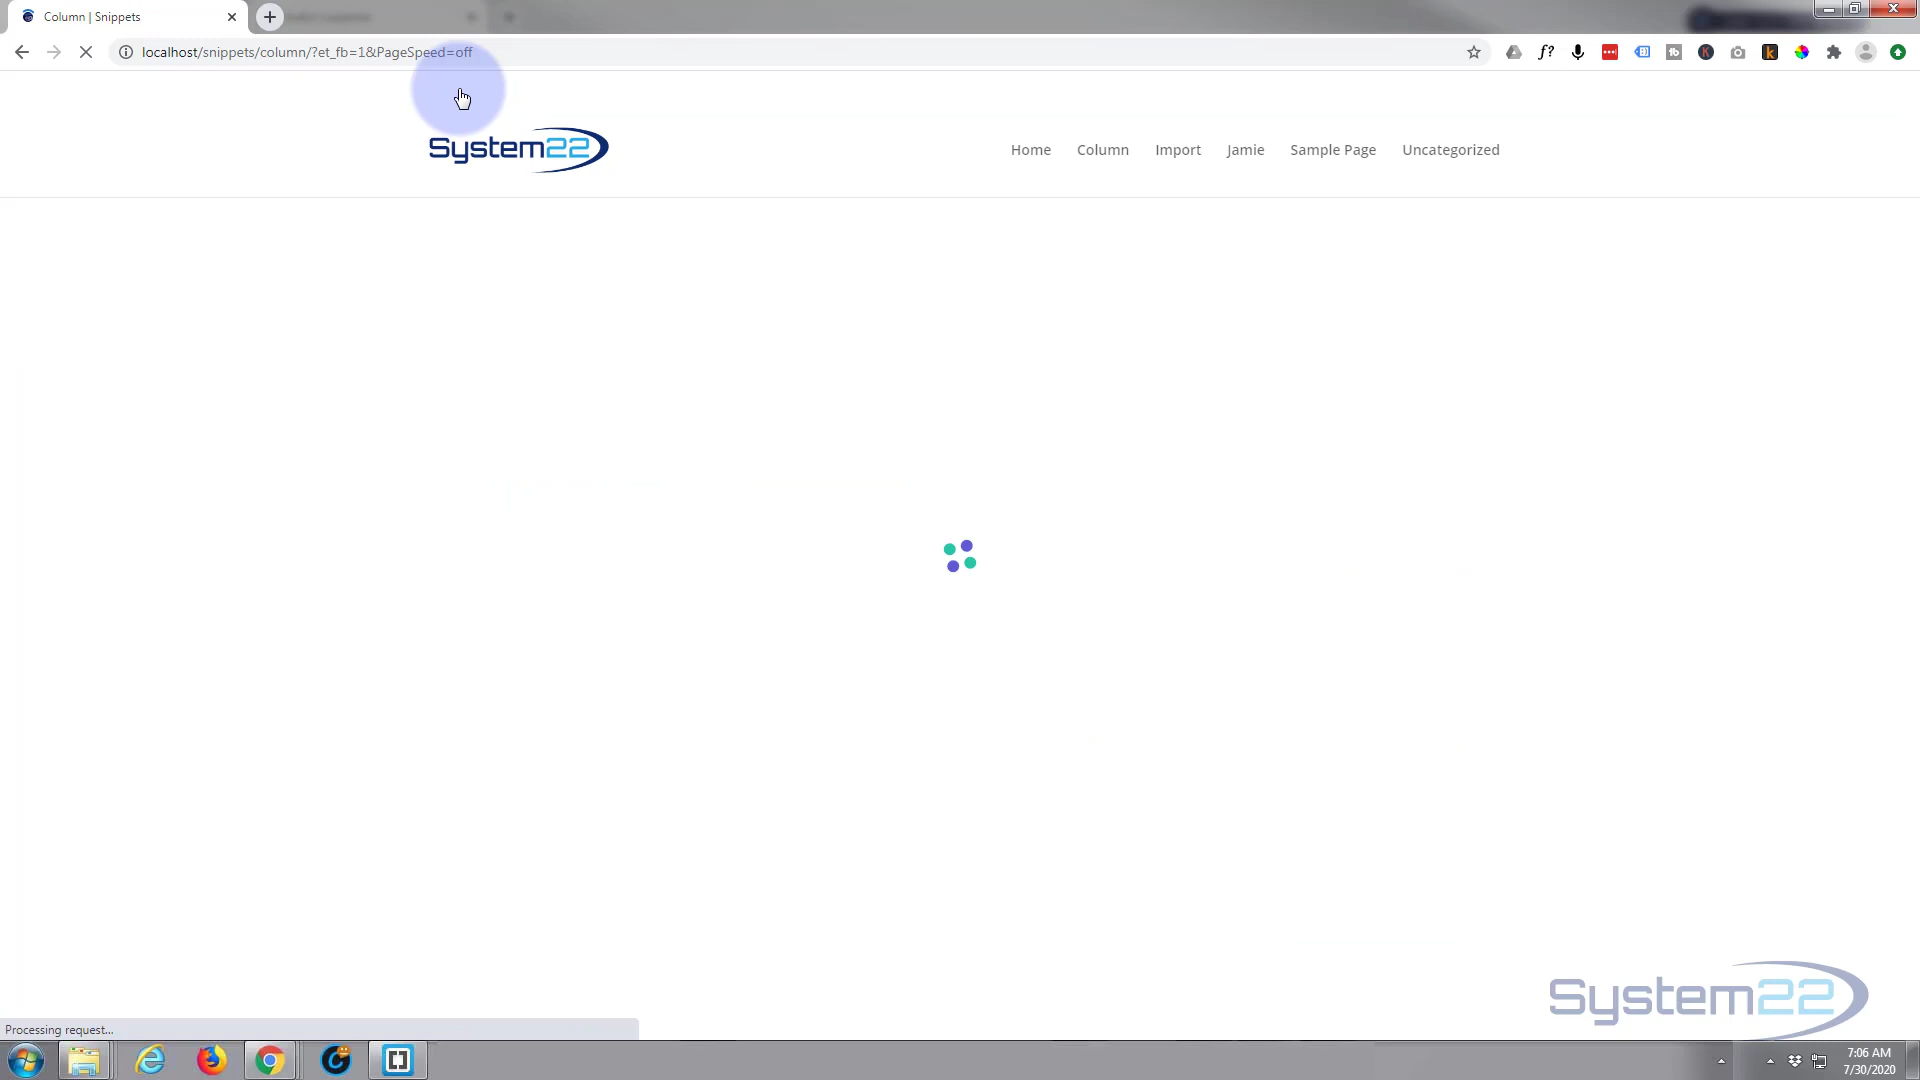 Column | Snippets
localhost/snippets/column/?et_fb=1&PageSpeed=off
System22
Home
Column
Import
Jamie
Sample Page
Uncategorized
System22
Processing request...
7:06 AM
7/30/2020